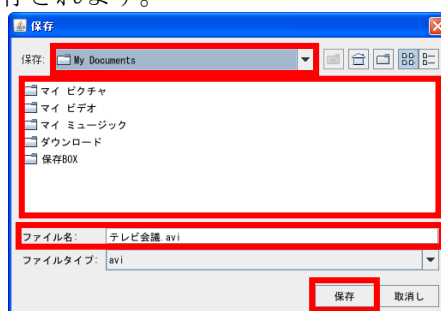 存されます。
保存
保存: My Documents
マイ ピクチャ
マイ ビデオ
マイ ミュージック
ダウンロード
保存BOX
ファイル名: テレビ会議.avi
ファイルタイプ: avi
保存 取消し